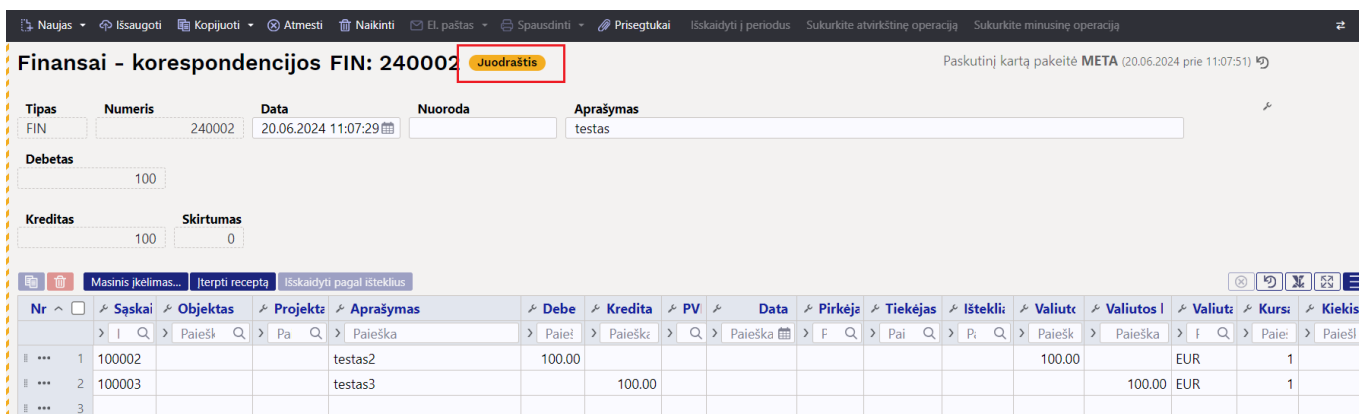 Naujas Išsaugoti Kopijuoti Atmesti Naikinti El. paštas Spausdinti Prisegtukai Išskaidyti į periodus Sukurkite atvirkštinę operaciją Sukurkite minusinę operaciją
Finansai - korespondencijos FIN: 240002 Juodraštis Paskutinį kartą pakeitė META (20.06.2024 prie 11:07:51)
Tipas Numeris Data Nuoroda Aprašymas
FIN 240002 20.06.2024 11:07:29 testas
Debetas
100
Kreditas Skirtumas
100 0
Masinis įkėlimas... Įterpti receptą Išskaidyti pagal išteklius
Nr Sąskai Objektas Projekta Aprašymas Debe Kredita PVI Data Pirkėja Tiekėjas Ištekliai Valiuto Valiutos l Valiuta Kursa Kiekis
Paiešk Pa Paieška Paie Paieška Paieška Pai Paiešk Paieška Paie Paiešl
1 100002 testas2 100.00 100.00 EUR 1
2 100003 testas3 100.00 100.00 EUR 1
3